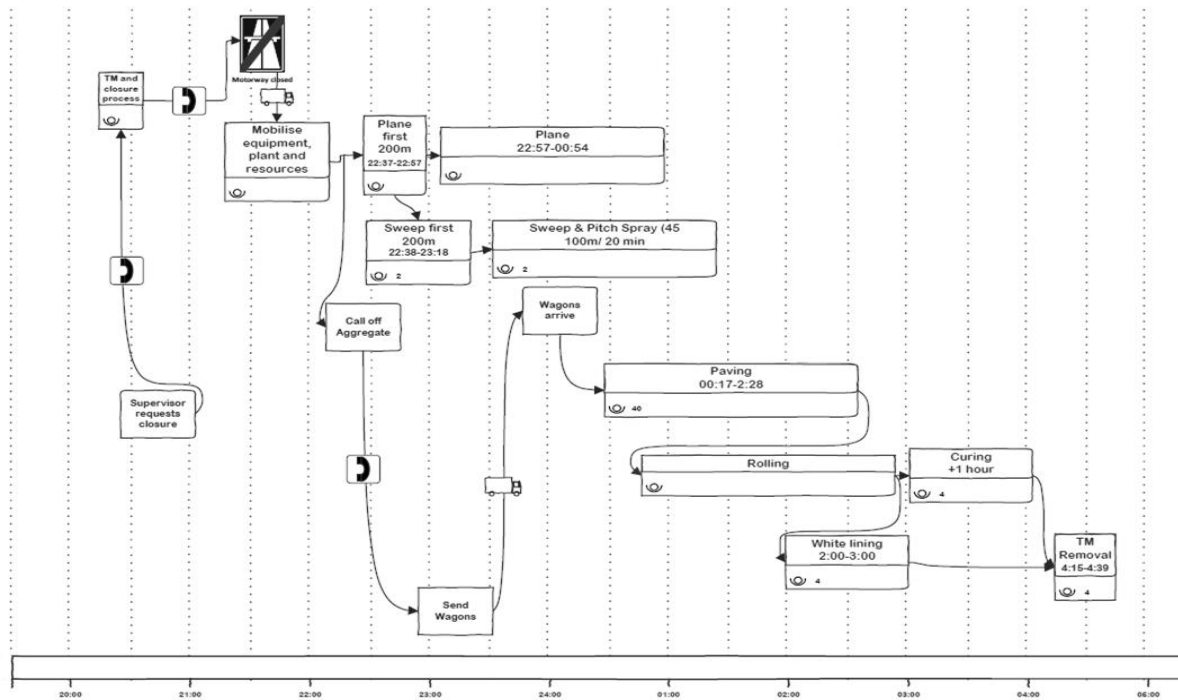 Motorway closed
TM and
closure
process
Mobilise
equipment,
plant and
resources
Plane
first
200m
22:37-22:57
Plane
22:57-00:54
Sweep first
200m
22:38-23:18
2
Sweep & Pitch Spray (45
100m/ 20 min
2
Call off
Aggregate
Wagons
arrive
Supervisor
requests
closure
Paving
00:17-2:28
40
Rolling
Curing
+1 hour
4
White lining
2:00-3:00
4
TM
Removal
4:15-4:39
4
Send
Wagons
20:00 21:00 22:00 23:00 24:00 01:00 02:00 03:00 04:00 05:00 06:00